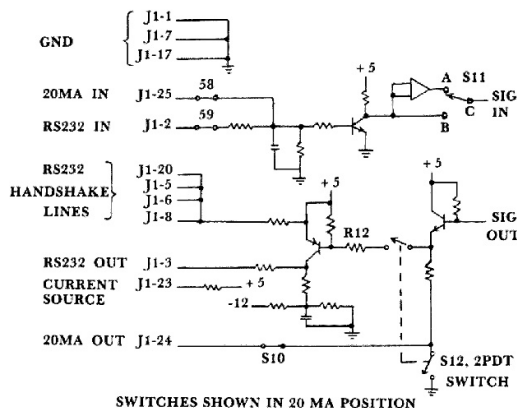 J1-1
GND J1-7
J1-17
+5
A S11
20MA IN J1-25 58
SIG
IN
C
RS232 IN J1-2 59
B
RS232 J1-20
HANDSHAKE J1-5
LINES J1-6
J1-8
+5
+5
SIG
OUT
R12
RS232 OUT J1-3
CURRENT J1-23 +5
SOURCE
-12
20MA OUT J1-24
S10
S12, 2PDT
SWITCH
SWITCHES SHOWN IN 20 MA POSITION